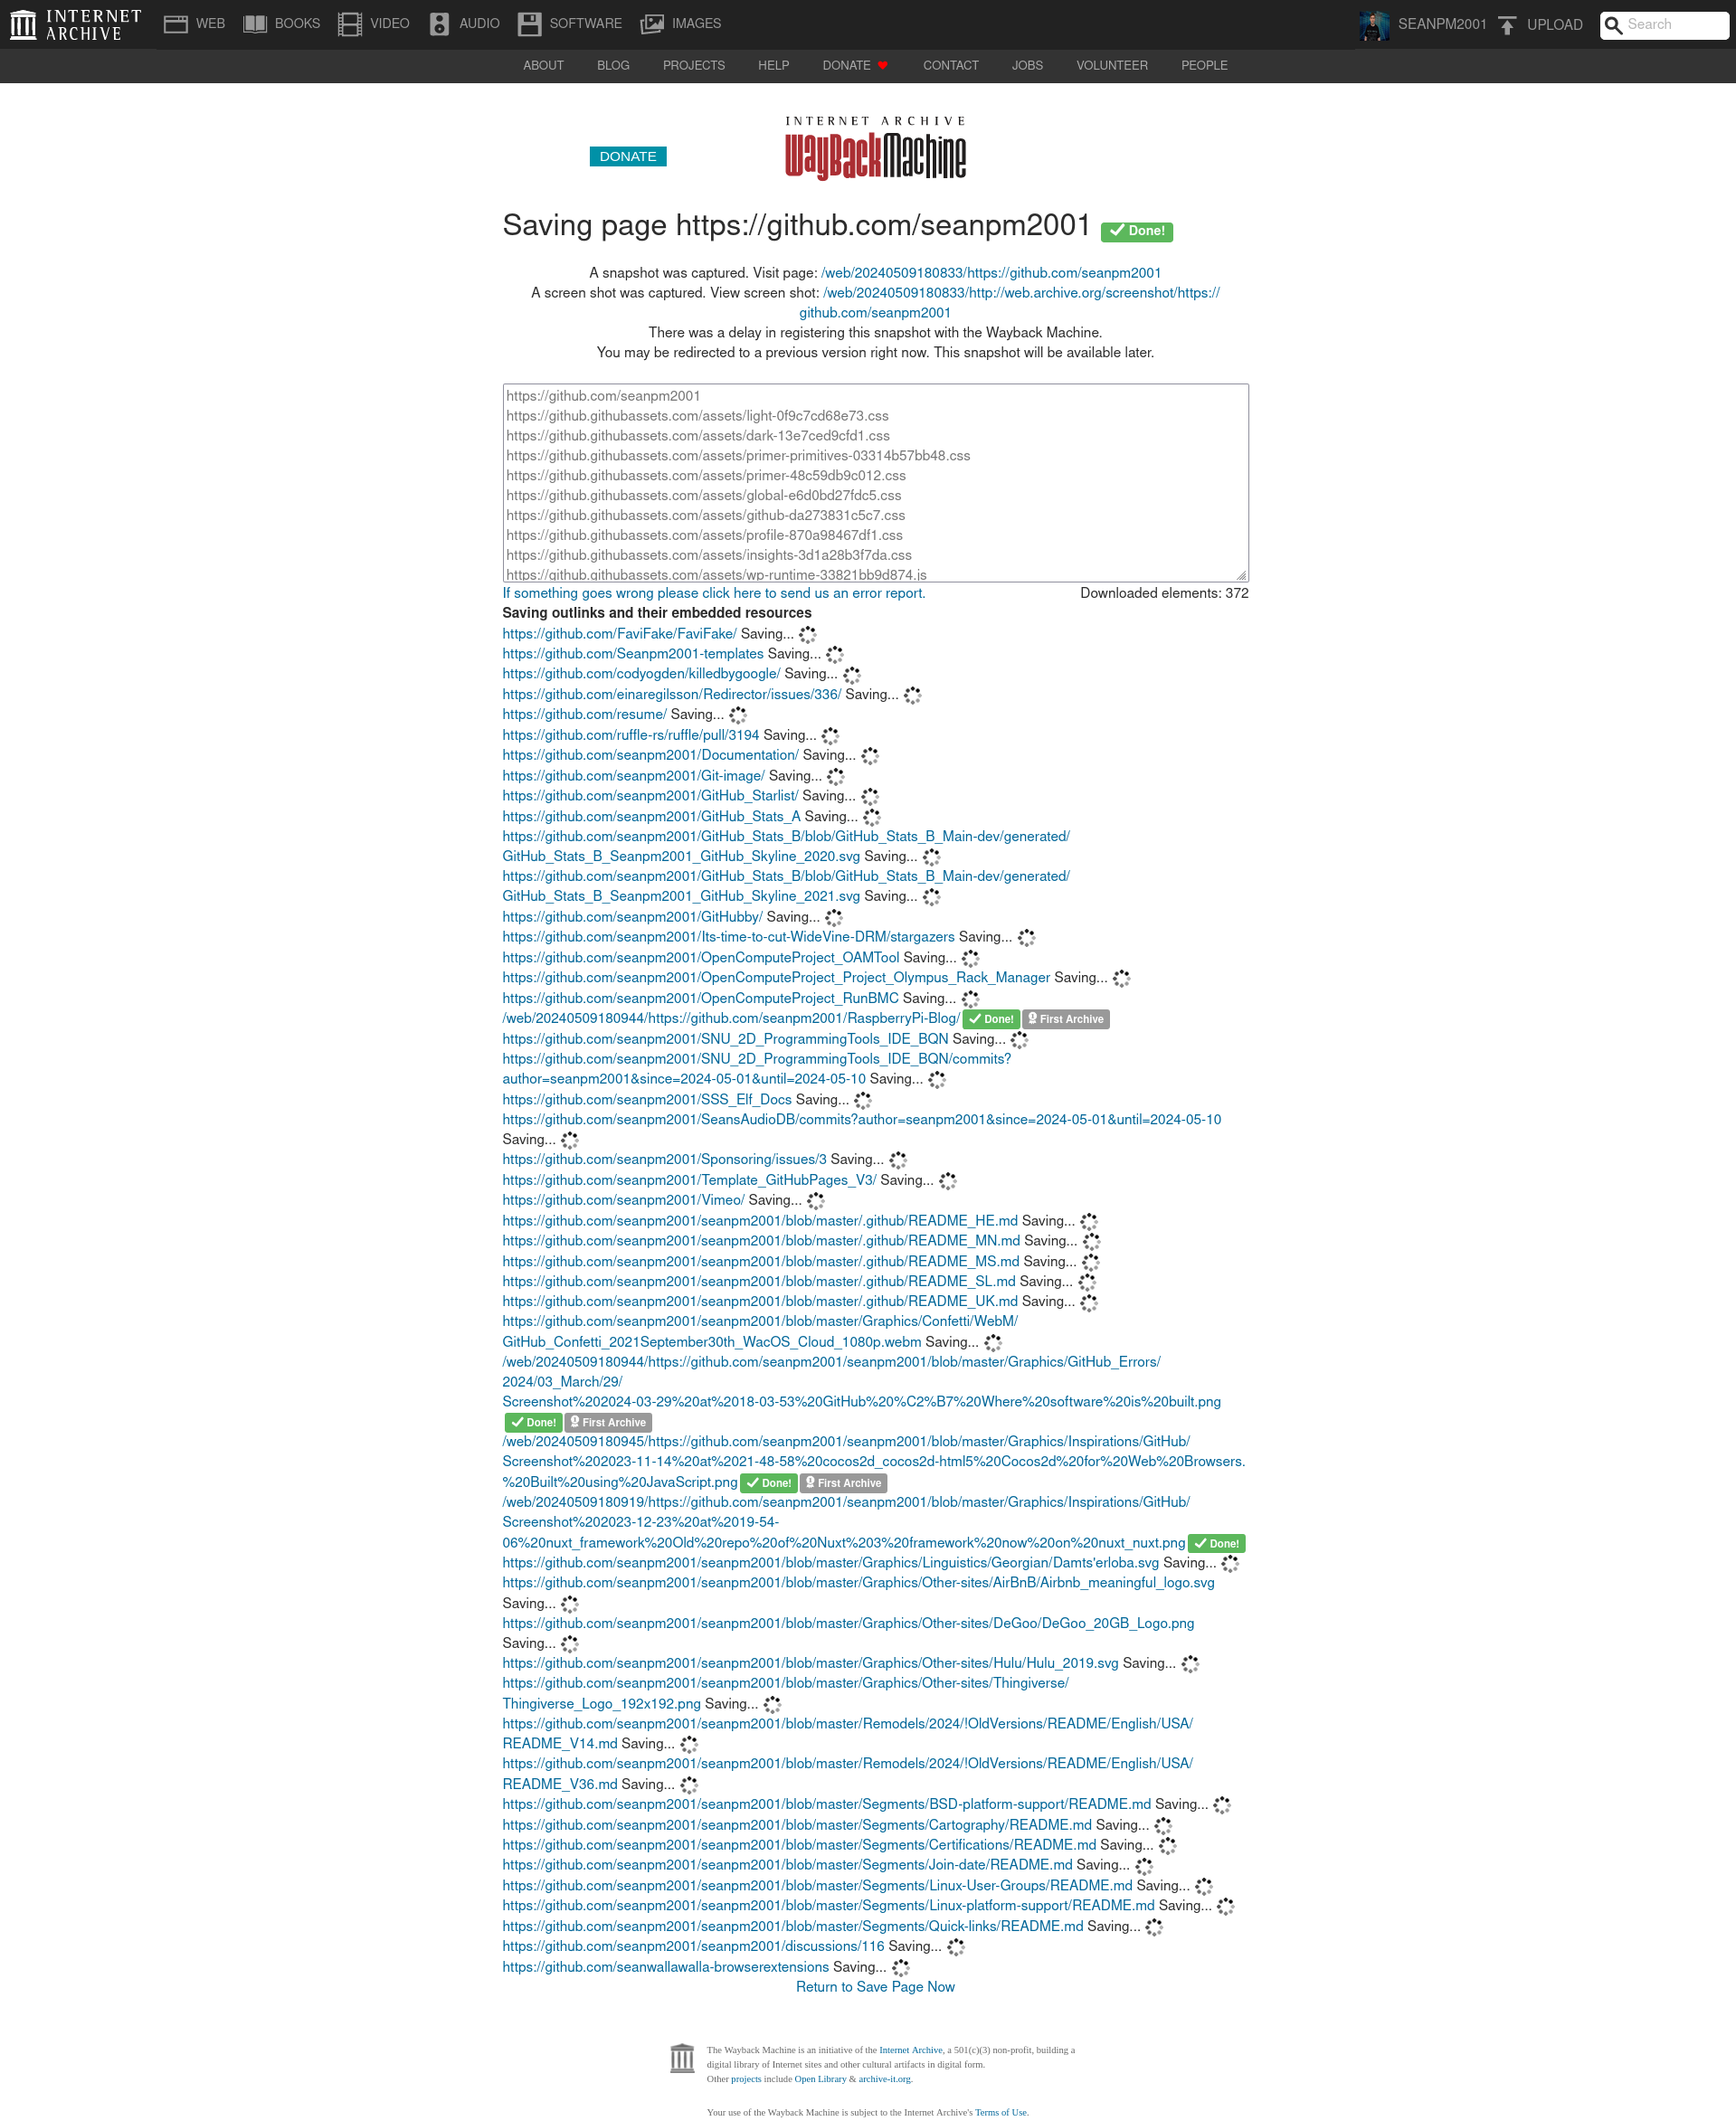 INTERNET ARCHIVE
WEB BOOKS VIDEO AUDIO SOFTWARE IMAGES SEANPM2001 UPLOAD Search
ABOUT BLOG PROJECTS HELP DONATE CONTACT JOBS VOLUNTEER PEOPLE
INTERNET ARCHIVE
WayBackMachine
DONATE
Saving page https://github.com/seanpm2001 Done!
A snapshot was captured. Visit page: /web/20240509180833/https://github.com/seanpm2001
A screen shot was captured. View screen shot: /web/20240509180833/http://web.archive.org/screenshot/https://
github.com/seanpm2001
There was a delay in registering this snapshot with the Wayback Machine.
You may be redirected to a previous version right now. This snapshot will be available later.
https://github.com/seanpm2001
https://github.githubassets.com/assets/light-0f9c7cd68e73.css
https://github.githubassets.com/assets/dark-13e7ced9cfd1.css
https://github.githubassets.com/assets/primer-primitives-03314b57bb48.css
https://github.githubassets.com/assets/primer-48c59db9c012.css
https://github.githubassets.com/assets/global-e6d0bd27fdc5.css
https://github.githubassets.com/assets/github-da273831c5c7.css
https://github.githubassets.com/assets/profile-870a98467df1.css
https://github.githubassets.com/assets/insights-3d1a28b3f7da.css
https://github.githubassets.com/assets/wp-runtime-33821bb9d874.js
If something goes wrong please click here to send us an error report. Downloaded elements: 372
Saving outlinks and their embedded resources
https://github.com/FaviFake/FaviFake/ Saving...
https://github.com/Seanpm2001-templates Saving...
https://github.com/codyogden/killedbygoogle/ Saving...
https://github.com/einaregilsson/Redirector/issues/336/ Saving...
https://github.com/resume/ Saving...
https://github.com/ruffle-rs/ruffle/pull/3194 Saving...
https://github.com/seanpm2001/Documentation/ Saving...
https://github.com/seanpm2001/Git-image/ Saving...
https://github.com/seanpm2001/GitHub_Starlist/ Saving...
https://github.com/seanpm2001/GitHub_Stats_A Saving...
https://github.com/seanpm2001/GitHub_Stats_B/blob/GitHub_Stats_B_Main-dev/generated/
GitHub_Stats_B_Seanpm2001_GitHub_Skyline_2020.svg Saving...
https://github.com/seanpm2001/GitHub_Stats_B/blob/GitHub_Stats_B_Main-dev/generated/
GitHub_Stats_B_Seanpm2001_GitHub_Skyline_2021.svg Saving...
https://github.com/seanpm2001/GitHubby/ Saving...
https://github.com/seanpm2001/Its-time-to-cut-WideVine-DRM/stargazers Saving...
https://github.com/seanpm2001/OpenComputeProject_OAMTool Saving...
https://github.com/seanpm2001/OpenComputeProject_Project_Olympus_Rack_Manager Saving...
https://github.com/seanpm2001/OpenComputeProject_RunBMC Saving...
/web/20240509180944/https://github.com/seanpm2001/RaspberryPi-Blog/ Done! First Archive
https://github.com/seanpm2001/SNU_2D_ProgrammingTools_IDE_BQN Saving...
https://github.com/seanpm2001/SNU_2D_ProgrammingTools_IDE_BQN/commits?
author=seanpm2001&since=2024-05-01&until=2024-05-10 Saving...
https://github.com/seanpm2001/SSS_Elf_Docs Saving...
https://github.com/seanpm2001/SeansAudioDB/commits?author=seanpm2001&since=2024-05-01&until=2024-05-10
Saving...
https://github.com/seanpm2001/Sponsoring/issues/3 Saving...
https://github.com/seanpm2001/Template_GitHubPages_V3/ Saving...
https://github.com/seanpm2001/Vimeo/ Saving...
https://github.com/seanpm2001/seanpm2001/blob/master/.github/README_HE.md Saving...
https://github.com/seanpm2001/seanpm2001/blob/master/.github/README_MN.md Saving...
https://github.com/seanpm2001/seanpm2001/blob/master/.github/README_MS.md Saving...
https://github.com/seanpm2001/seanpm2001/blob/master/.github/README_SL.md Saving...
https://github.com/seanpm2001/seanpm2001/blob/master/.github/README_UK.md Saving...
https://github.com/seanpm2001/seanpm2001/blob/master/Graphics/Confetti/WebM/
GitHub_Confetti_2021September30th_WacOS_Cloud_1080p.webm Saving...
/web/20240509180944/https://github.com/seanpm2001/seanpm2001/blob/master/Graphics/GitHub_Errors/
2024/03_March/29/
Screenshot%202024-03-29%20at%2018-03-53%20GitHub%20%C2%B7%20Where%20software%20is%20built.png
Done! First Archive
/web/20240509180945/https://github.com/seanpm2001/seanpm2001/blob/master/Graphics/Inspirations/GitHub/
Screenshot%202023-11-14%20at%2021-48-58%20cocos2d_cocos2d-html5%20Cocos2d%20for%20Web%20Browsers.
%20Built%20using%20JavaScript.png Done! First Archive
/web/20240509180919/https://github.com/seanpm2001/seanpm2001/blob/master/Graphics/Inspirations/GitHub/
Screenshot%202023-12-23%20at%2019-54-
06%20nuxt_framework%20Old%20repo%20of%20Nuxt%203%20framework%20now%20on%20nuxt_nuxt.png Done!
https://github.com/seanpm2001/seanpm2001/blob/master/Graphics/Linguistics/Georgian/Damts'erloba.svg Saving...
https://github.com/seanpm2001/seanpm2001/blob/master/Graphics/Other-sites/AirBnB/Airbnb_meaningful_logo.svg
Saving...
https://github.com/seanpm2001/seanpm2001/blob/master/Graphics/Other-sites/DeGoo/DeGoo_20GB_Logo.png
Saving...
https://github.com/seanpm2001/seanpm2001/blob/master/Graphics/Other-sites/Hulu/Hulu_2019.svg Saving...
https://github.com/seanpm2001/seanpm2001/blob/master/Graphics/Other-sites/Thingiverse/
Thingiverse_Logo_192x192.png Saving...
https://github.com/seanpm2001/seanpm2001/blob/master/Remodels/2024/!OldVersions/README/English/USA/
README_V14.md Saving...
https://github.com/seanpm2001/seanpm2001/blob/master/Remodels/2024/!OldVersions/README/English/USA/
README_V36.md Saving...
https://github.com/seanpm2001/seanpm2001/blob/master/Segments/BSD-platform-support/README.md Saving...
https://github.com/seanpm2001/seanpm2001/blob/master/Segments/Cartography/README.md Saving...
https://github.com/seanpm2001/seanpm2001/blob/master/Segments/Certifications/README.md Saving...
https://github.com/seanpm2001/seanpm2001/blob/master/Segments/Join-date/README.md Saving...
https://github.com/seanpm2001/seanpm2001/blob/master/Segments/Linux-User-Groups/README.md Saving...
https://github.com/seanpm2001/seanpm2001/blob/master/Segments/Linux-platform-support/README.md Saving...
https://github.com/seanpm2001/seanpm2001/blob/master/Segments/Quick-links/README.md Saving...
https://github.com/seanpm2001/seanpm2001/discussions/116 Saving...
https://github.com/seanwallawalla-browserextensions Saving...
Return to Save Page Now
The Wayback Machine is an initiative of the Internet Archive, a 501(c)(3) non-profit, building a
digital library of Internet sites and other cultural artifacts in digital form.
Other projects include Open Library & archive-it.org.
Your use of the Wayback Machine is subject to the Internet Archive's Terms of Use.